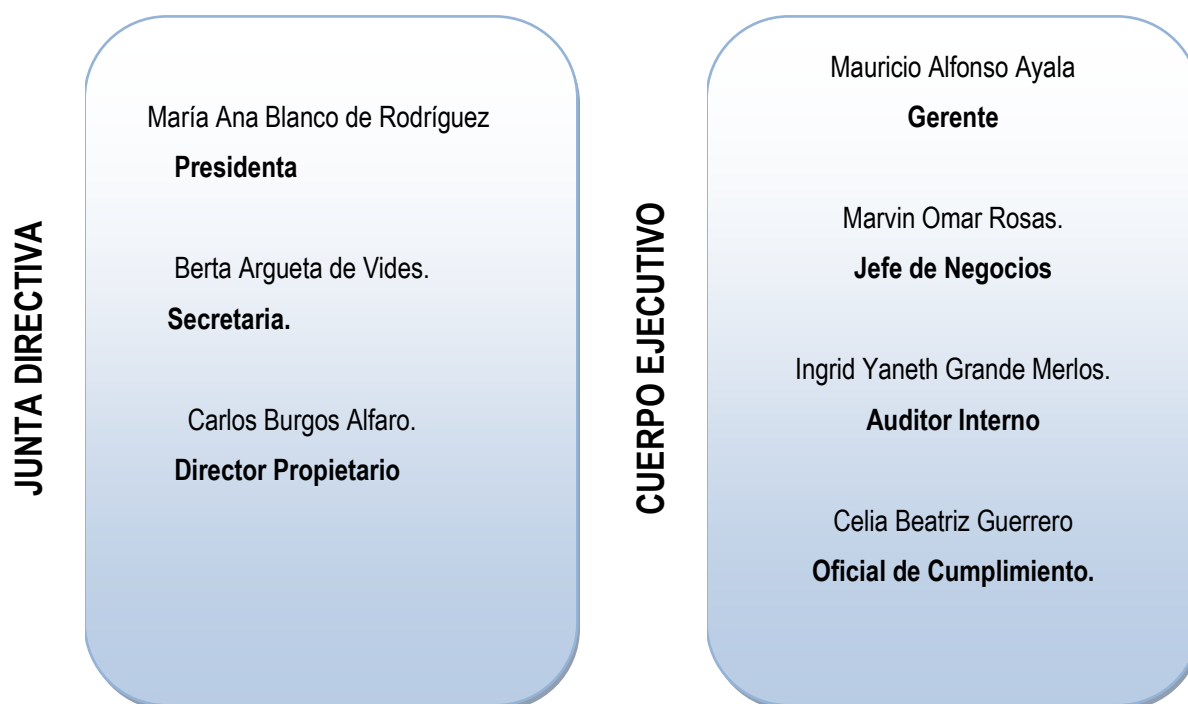 JUNTA DIRECTIVA
María Ana Blanco de Rodríguez
Presidenta
Berta Argueta de Vides.
Secretaria.
Carlos Burgos Alfaro.
Director Propietario
CUERPO EJECUTIVO
Mauricio Alfonso Ayala
Gerente
Marvin Omar Rosas.
Jefe de Negocios
Ingrid Yaneth Grande Merlos.
Auditor Interno
Celia Beatriz Guerrero
Oficial de Cumplimiento.